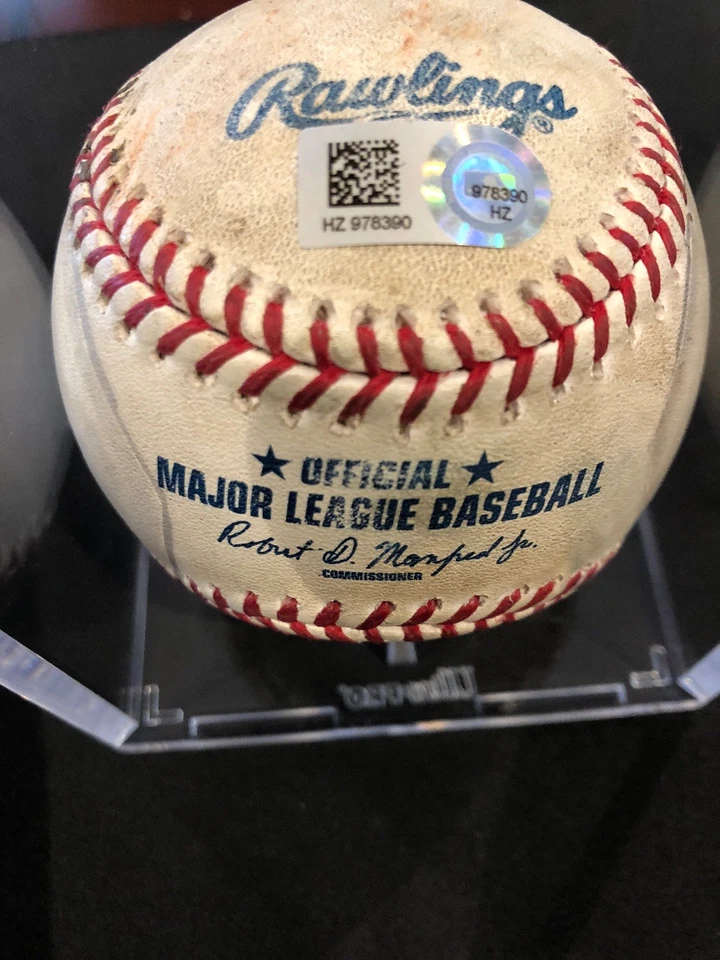 Rawlings®
HZ 978390
978390
HZ
★ OFFICIAL ★
MAJOR LEAGUE BASEBALL
Robert D. Manfred Jr.
COMMISSIONER